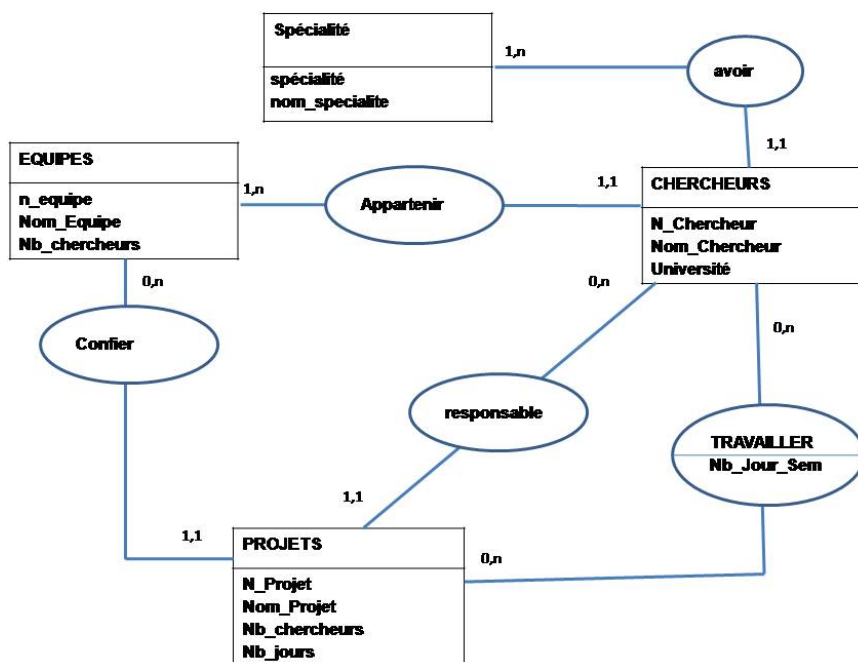 Spécialité
1,n
avoir
spécialité
nom_specialite
1,1
EQUIPES
n_equipe
Nom_Equipe
Nb_chercheurs
1,n
Appartenir
1,1
CHERCHEURS
N_Chercheur
Nom_Chercheur
Université
0,n
0,n
0,n
Confier
responsable
TRAVAILLER
Nb_Jour_Sem
1,1
1,1
PROJETS
0,n
N_Projet
Nom_Projet
Nb_chercheurs
Nb_jours